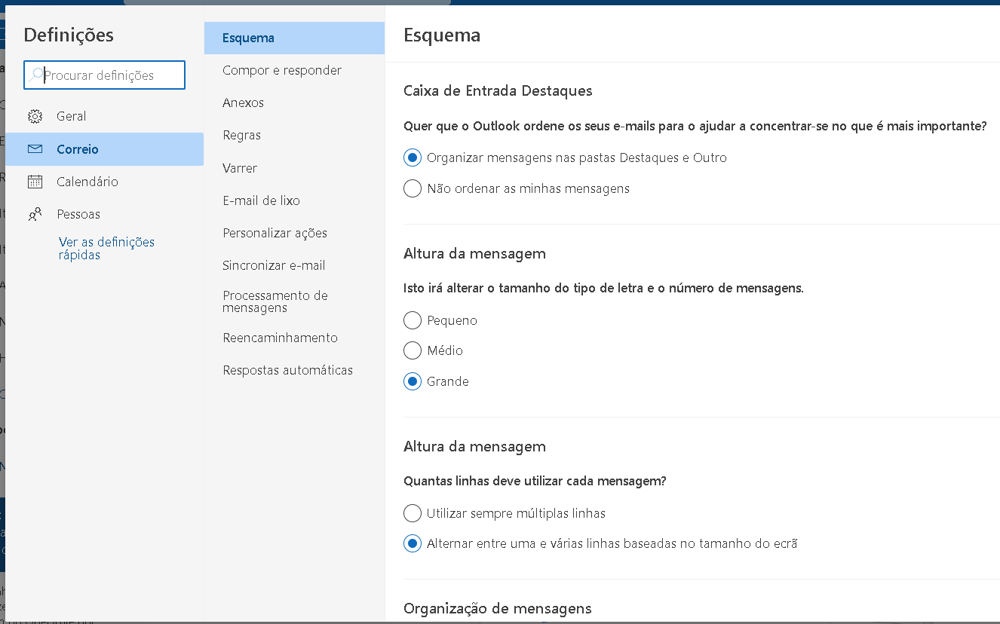 Definições
Procurar definições
Geral
Correio
Calendário
Pessoas
Ver as definições
rápidas
Esquema
Compor e responder
Anexos
Regras
Varrer
E-mail de lixo
Personalizar ações
Sincronizar e-mail
Processamento de
mensagens
Reencaminhamento
Respostas automáticas
Esquema
Caixa de Entrada Destaques
Quer que o Outlook ordene os seus e-mails para o ajudar a concentrar-se no que é mais importante?
Organizar mensagens nas pastas Destaques e Outro
Não ordenar as minhas mensagens
Altura da mensagem
Isto irá alterar o tamanho do tipo de letra e o número de mensagens.
Pequeno
Médio
Grande
Altura da mensagem
Quantas linhas deve utilizar cada mensagem?
Utilizar sempre múltiplas linhas
Alternar entre uma e várias linhas baseadas no tamanho do ecrã
Organização de mensagens